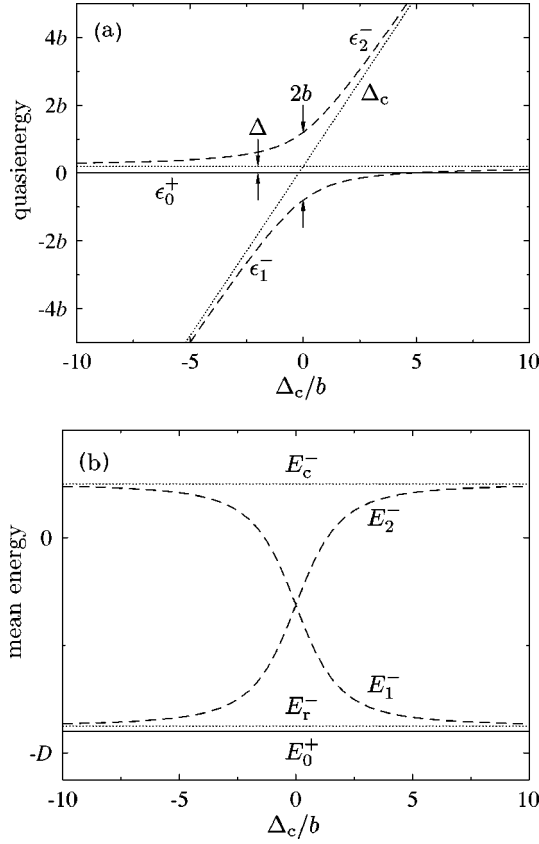 (a)
4b
2b
0
-2b
-4b
quasienergy
ϵ₂⁻
Δc
2b
Δ
ϵ₀⁺
ϵ₁⁻
-10
-5
0
5
10
Δc/b
(b)
0
-D
mean energy
Ec⁻
E₂⁻
E₁⁻
Er⁻
E₀⁺
-10
-5
0
5
10
Δc/b